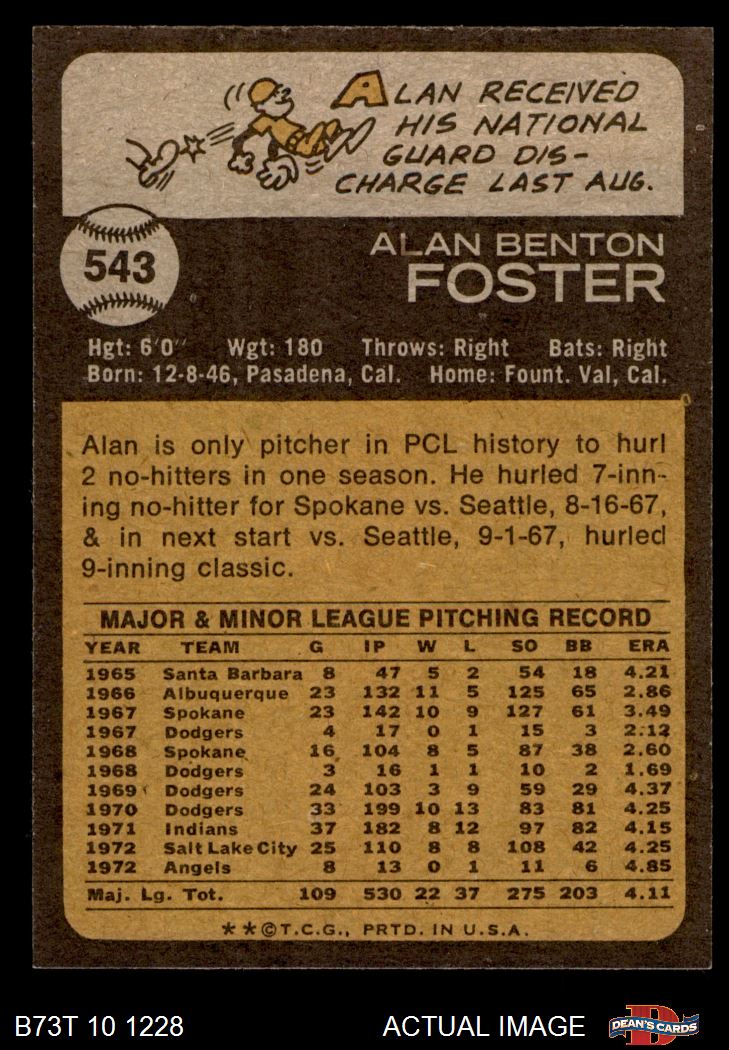 ALAN RECEIVED
HIS NATIONAL
GUARD DIS-
CHARGE LAST AUG.
543
ALAN BENTON
FOSTER
Hgt: 6'0" Wgt: 180 Throws: Right Bats: Right
Born: 12-8-46, Pasadena, Cal. Home: Fount. Val, Cal.
Alan is only pitcher in PCL history to hurl
2 no-hitters in one season. He hurled 7-inn-
ing no-hitter for Spokane vs. Seattle, 8-16-67,
& in next start vs. Seattle, 9-1-67, hurled
9-inning classic.
MAJOR & MINOR LEAGUE PITCHING RECORD
YEAR TEAM G IP W L SO BB ERA
1965 Santa Barbara 8 47 5 2 54 18 4.21
1966 Albuquerque 23 132 11 5 125 65 2.86
1967 Spokane 23 142 10 9 127 61 3.49
1967 Dodgers 4 17 0 1 15 3 2.12
1968 Spokane 16 104 8 5 87 38 2.60
1968 Dodgers 3 16 1 1 10 2 1.69
1969 Dodgers 24 103 3 9 59 29 4.37
1970 Dodgers 33 199 10 13 83 81 4.25
1971 Indians 37 182 8 12 97 82 4.15
1972 Salt Lake City 25 110 8 8 108 42 4.25
1972 Angels 8 13 0 1 11 6 4.85
Maj. Lg. Tot. 109 530 22 37 275 203 4.11
**©T.C.G., PRTD. IN U.S.A.
B73T 10 1228 ACTUAL IMAGE D DEAN'S CARDS